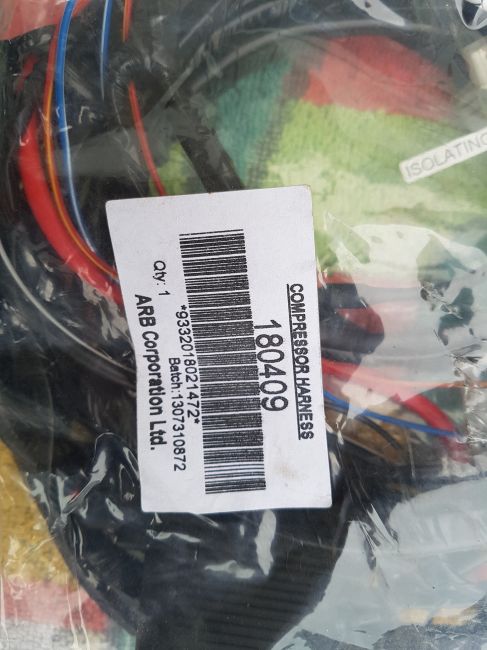 COMPRESSOR HARNESS
180409
*9332018021472*
Batch:1307310872
Qty: 1
ARB Corporation Ltd.
ISOLATING